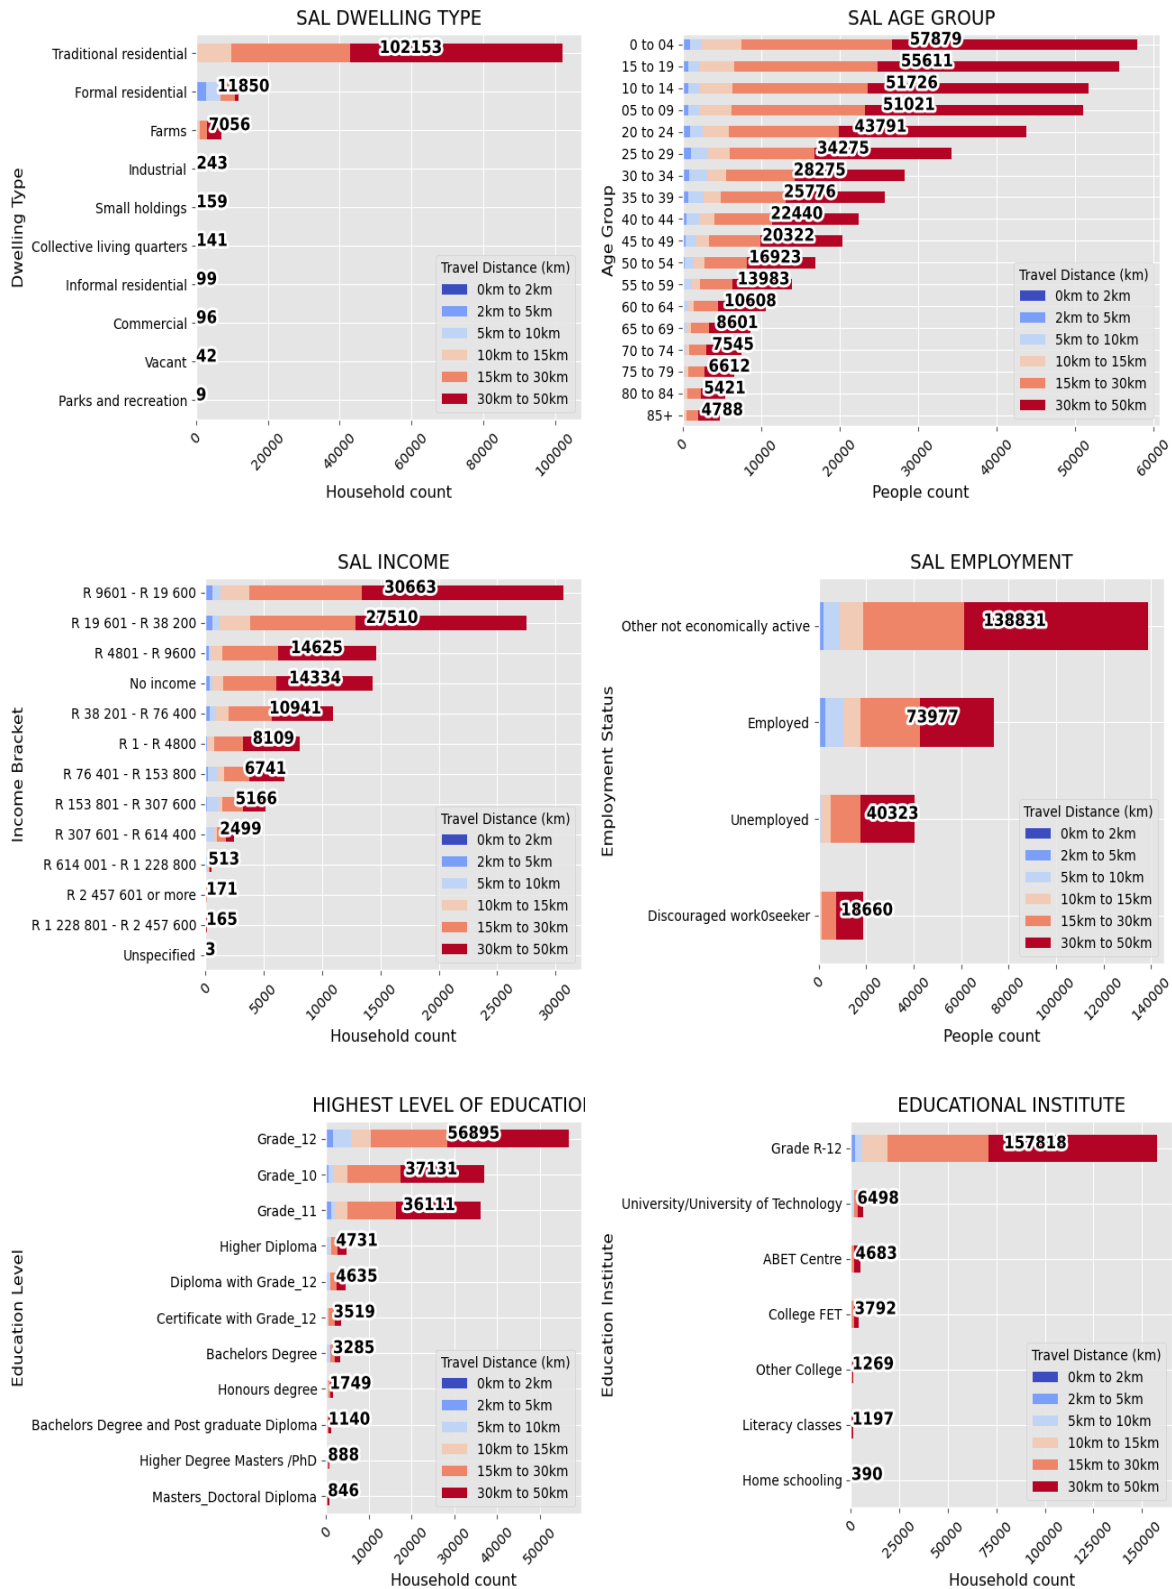 SAL DWELLING TYPE
Dwelling Type
Traditional residential
102153
Formal residential
11850
Farms
7056
Industrial
243
Small holdings
159
Collective living quarters
141
Informal residential
99
Commercial
96
Vacant
42
Parks and recreation
9
Travel Distance (km)
0km to 2km
2km to 5km
5km to 10km
10km to 15km
15km to 30km
30km to 50km
0
20000
40000
60000
80000
100000
Household count
SAL AGE GROUP
Age Group
0 to 04
57879
15 to 19
55611
10 to 14
51726
05 to 09
51021
20 to 24
43791
25 to 29
34275
30 to 34
28275
35 to 39
25776
40 to 44
22440
45 to 49
20322
50 to 54
16923
55 to 59
13983
60 to 64
10608
65 to 69
8601
70 to 74
7545
75 to 79
6612
80 to 84
5421
85+
4788
Travel Distance (km)
0km to 2km
2km to 5km
5km to 10km
10km to 15km
15km to 30km
30km to 50km
0
10000
20000
30000
40000
50000
60000
People count
SAL INCOME
Income Bracket
R 9601 - R 19 600
30663
R 19 601 - R 38 200
27510
R 4801 - R 9600
14625
No income
14334
R 38 201 - R 76 400
10941
R 1 - R 4800
8109
R 76 401 - R 153 800
6741
R 153 801 - R 307 600
5166
R 307 601 - R 614 400
2499
R 614 001 - R 1 228 800
513
R 2 457 601 or more
171
R 1 228 801 - R 2 457 600
165
Unspecified
3
Travel Distance (km)
0km to 2km
2km to 5km
5km to 10km
10km to 15km
15km to 30km
30km to 50km
0
5000
10000
15000
20000
25000
30000
Household count
SAL EMPLOYMENT
Employment Status
Other not economically active
138831
Employed
73977
Unemployed
40323
Discouraged work0seeker
18660
Travel Distance (km)
0km to 2km
2km to 5km
5km to 10km
10km to 15km
15km to 30km
30km to 50km
0
20000
40000
60000
80000
100000
120000
140000
People count
HIGHEST LEVEL OF EDUCATIO
Education Level
Grade_12
56895
Grade_10
37131
Grade_11
36111
Higher Diploma
4731
Diploma with Grade_12
4635
Certificate with Grade_12
3519
Bachelors Degree
3285
Honours degree
1749
Bachelors Degree and Post graduate Diploma
1140
Higher Degree Masters /PhD
888
Masters_Doctoral Diploma
846
Travel Distance (km)
0km to 2km
2km to 5km
5km to 10km
10km to 15km
15km to 30km
30km to 50km
0
10000
20000
30000
40000
50000
Household count
EDUCATIONAL INSTITUTE
Education Institute
Grade R-12
157818
University/University of Technology
6498
ABET Centre
4683
College FET
3792
Other College
1269
Literacy classes
1197
Home schooling
390
Travel Distance (km)
0km to 2km
2km to 5km
5km to 10km
10km to 15km
15km to 30km
30km to 50km
0
25000
50000
75000
100000
125000
150000
Household count